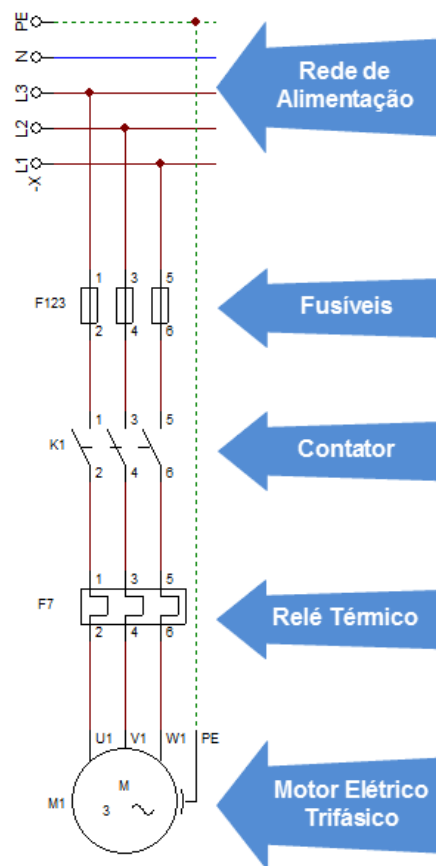 PE
N
L3
L2
L1
-X
Rede de
Alimentação
1 3 5
F123
2 4 6
Fusíveis
1 3 5
K1
2 4 6
Contator
1 3 5
F7
2 4 6
Relé Térmico
U1 V1 W1 PE
M
M1
3
Motor Elétrico
Trifásico